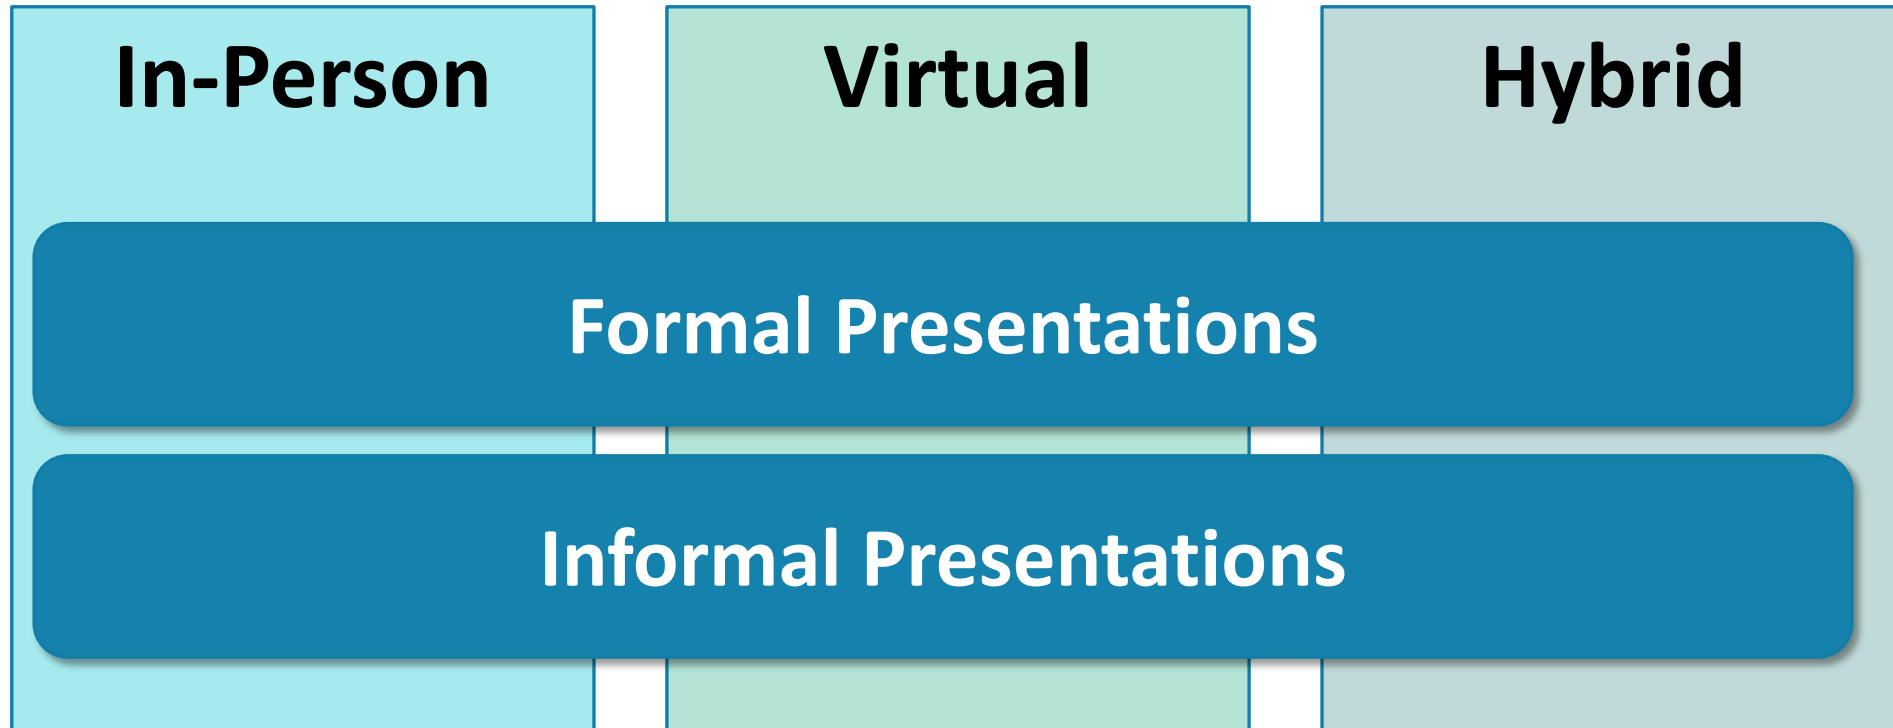 In-Person
Virtual
Hybrid
Formal Presentations
Informal Presentations